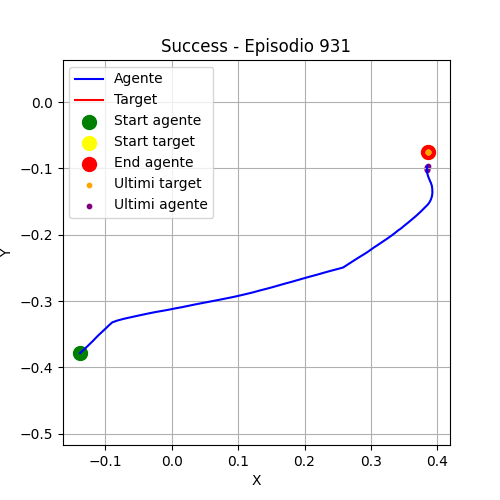 Success - Episodio 931
Agente
Target
Start agente
Start target
End agente
Ultimi target
Ultimi agente
0.0
−0.1
−0.2
−0.3
−0.4
−0.5
Y
−0.1
0.0
0.1
0.2
0.3
0.4
X